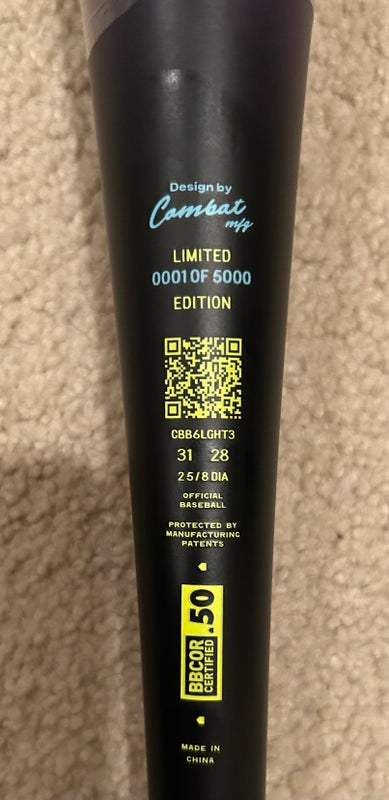 Design by
Combat
mfg
LIMITED
0001 OF 5000
EDITION
CBB6LGHT3
31 28
2 5/8 DIA
OFFICIAL
BASEBALL
PROTECTED BY
MANUFACTURING
PATENTS
BBCOR
CERTIFIED
.50
MADE IN
CHINA